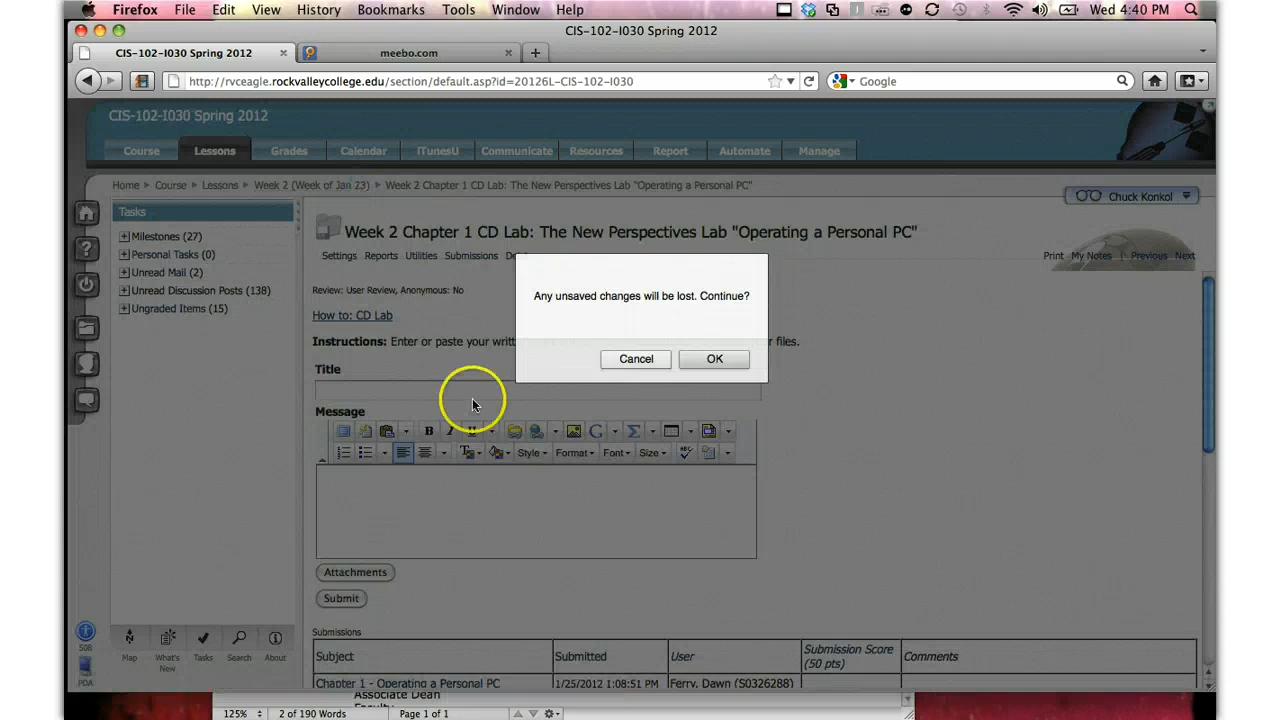 Firefox File Edit View History Bookmarks Tools Window Help Wed 4:40 PM
CIS-102-I030 Spring 2012
CIS-102-I030 Spring 2012 meebo.com
http://rvceagle.rockvalleycollege.edu/section/default.asp?id=20126L-CIS-102-I030 Google
CIS-102-I030 Spring 2012
Course Lessons Grades Calendar ITunesU Communicate Resources Report Automate Manage
Home Course Lessons Week 2 (Week of Jan 23) Week 2 Chapter 1 CD Lab: The New Perspectives Lab "Operating a Personal PC"
Chuck Konkol
Tasks
Milestones (27)
Personal Tasks (0)
Unread Mail (2)
Unread Discussion Posts (138)
Ungraded Items (15)
Week 2 Chapter 1 CD Lab: The New Perspectives Lab "Operating a Personal PC"
Settings Reports Utilities Submissions
Print My Notes Previous Next
Review: User Review, Anonymous: No
How to: CD Lab
Instructions: Enter or paste your writ files.
Any unsaved changes will be lost. Continue?
Cancel OK
Title
Message
B I U
Style Format Font Size
Attachments
Submit
Submissions
Subject Submitted User Submission Score (50 pts) Comments
Chapter 1 - Operating a Personal PC 1/25/2012 1:08:51 PM Ferry, Dawn (S0326288)
508
PDA
Map What's New Tasks Search About
Associate Dean
125% 2 of 190 Words Page 1 of 1